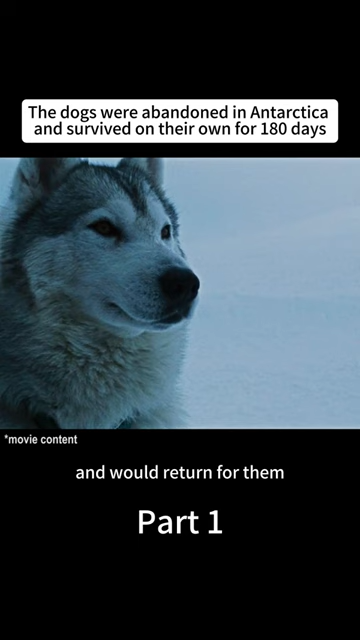 The dogs were abandoned in Antarctica
and survived on their own for 180 days
*movie content
and would return for them
Part 1